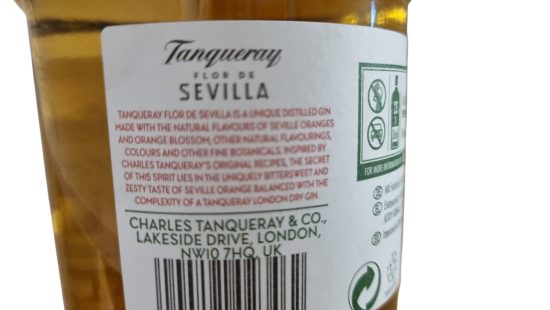 Tanqueray
FLOR DE
SEVILLA
TANQUERAY FLOR DE SEVILLA IS A UNIQUE DISTILLED GIN
MADE WITH THE NATURAL FLAVOURS OF SEVILLE ORANGES
AND ORANGE BLOSSOM; OTHER NATURAL FLAVOURINGS,
COLOURS AND OTHER FINE BOTANICALS. INSPIRED BY
CHARLES TANQUERAY'S ORIGINAL RECIPES, THE SECRET
OF THIS SPIRIT LIES IN THE UNIQUELY BITTERSWEET AND
ZESTY TASTE OF SEVILLE ORANGE BALANCED WITH THE
COMPLEXITY OF A TANQUERAY LONDON DRY GIN.
CHARLES TANQUERAY & CO.,
LAKESIDE DRIVE, LONDON,
NW10 7HQ, UK
FOR MORE